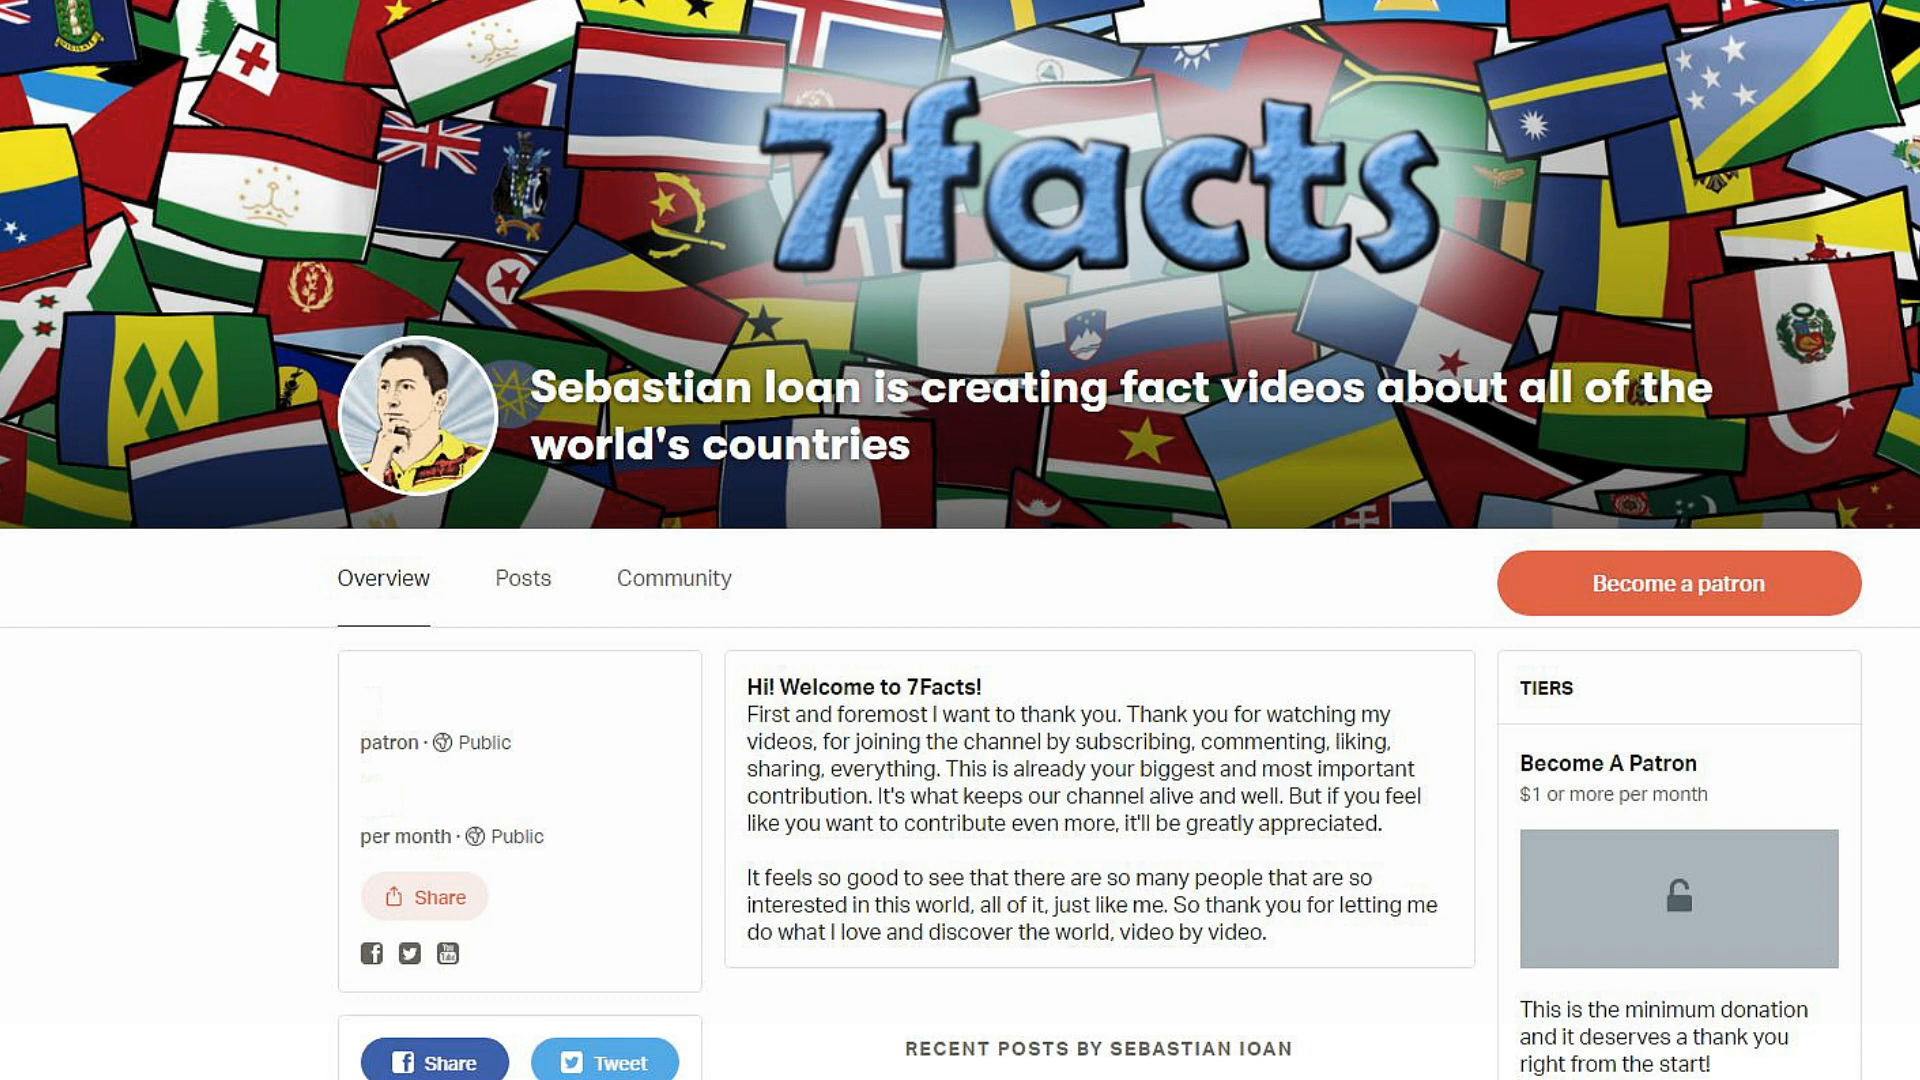 7facts
Sebastian Ioan is creating fact videos about all of the
world's countries
Overview
Posts
Community
Become a patron
patron · Public
per month · Public
Share
You
Tube
Share
Tweet
Hi! Welcome to 7Facts!
First and foremost I want to thank you. Thank you for watching my
videos, for joining the channel by subscribing, commenting, liking,
sharing, everything. This is already your biggest and most important
contribution. It's what keeps our channel alive and well. But if you feel
like you want to contribute even more, it'll be greatly appreciated.
It feels so good to see that there are so many people that are so
interested in this world, all of it, just like me. So thank you for letting me
do what I love and discover the world, video by video.
RECENT POSTS BY SEBASTIAN IOAN
TIERS
Become A Patron
$1 or more per month
This is the minimum donation
and it deserves a thank you
right from the start!